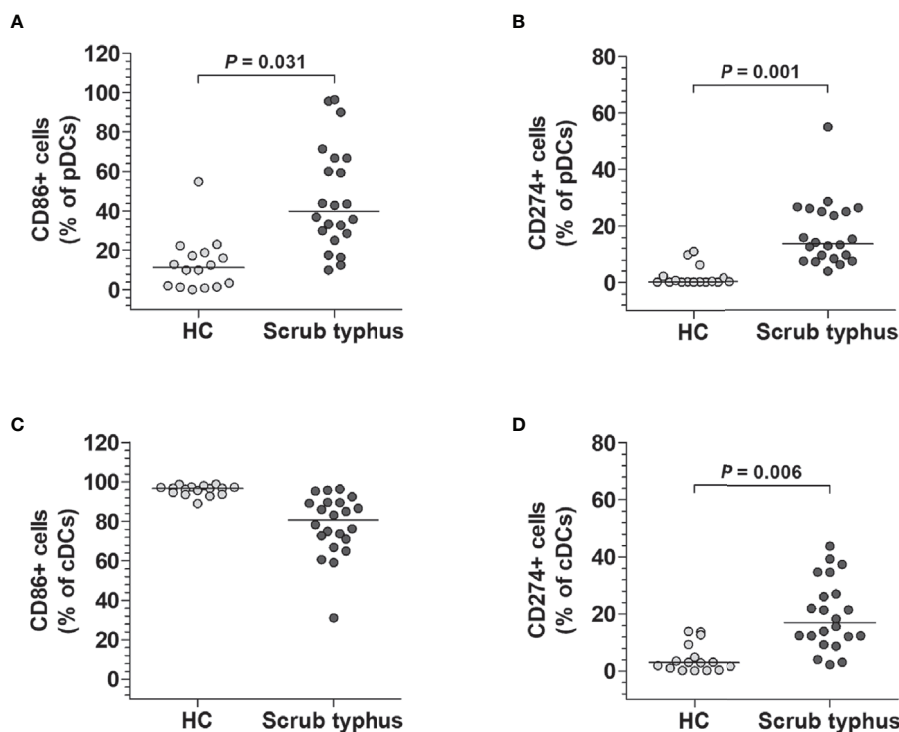 A
CD86+ cells
(% of pDCs)
120
100
80
60
40
20
0
P = 0.031
HC
Scrub typhus
B
CD274+ cells
(% of pDCs)
80
60
40
20
0
P = 0.001
HC
Scrub typhus
C
CD86+ cells
(% of cDCs)
120
100
80
60
40
20
0
HC
Scrub typhus
D
CD274+ cells
(% of cDCs)
80
60
40
20
0
P = 0.006
HC
Scrub typhus